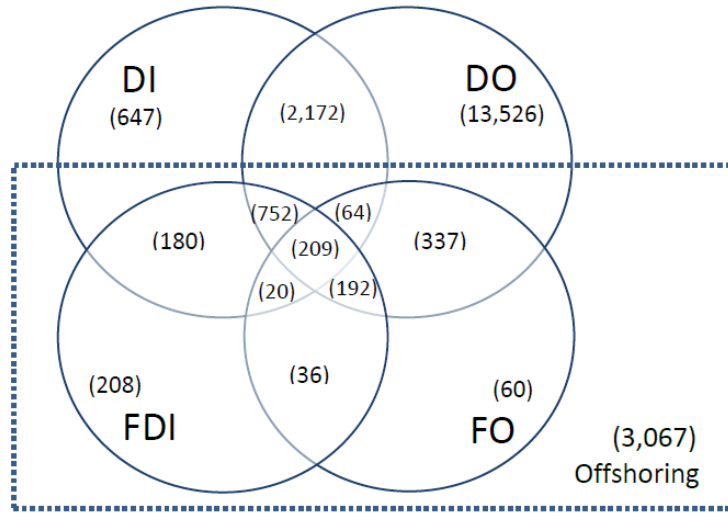 DI
DO
(647)
(2,172)
(13,526)
(752)
(64)
(180)
(209)
(337)
(20)
(192)
(208)
(36)
(60)
FDI
FO
(3,067)
Offshoring